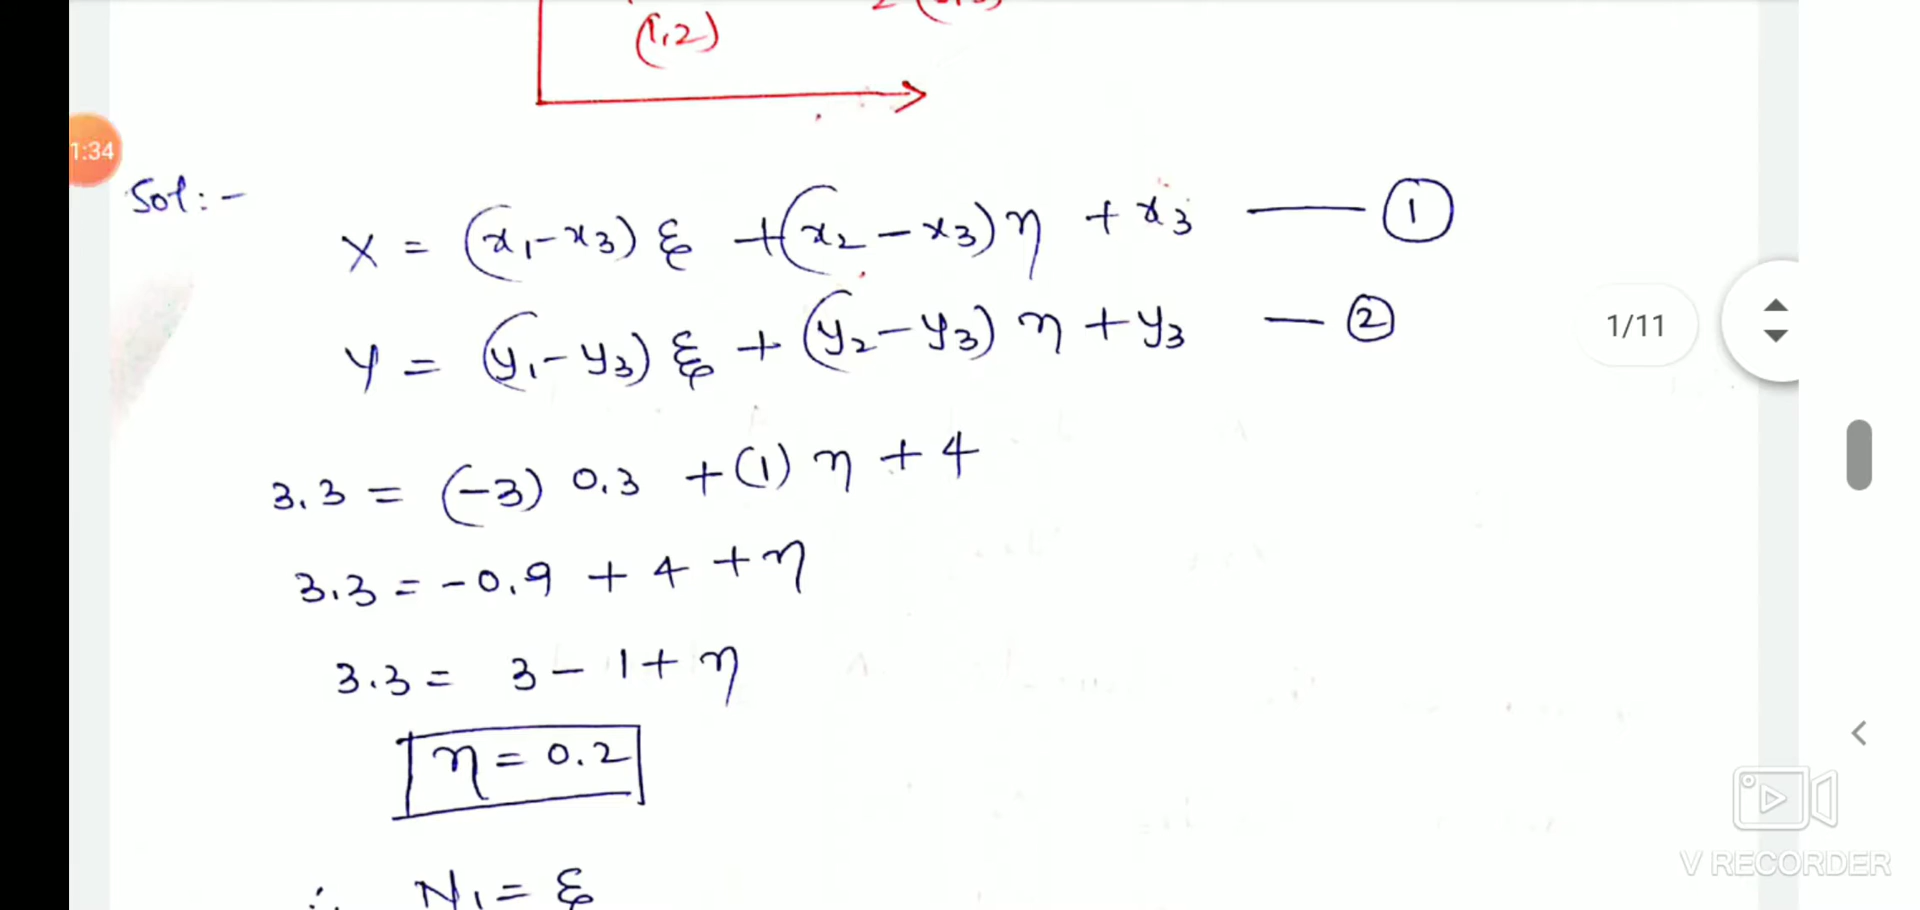 (1,2)
1:34
Sol:-
X = (x₁-x₃) ξ +(x₂-x₃)η + x₃ — ①
Y = (y₁-y₃) ξ + (y₂-y₃) η + y₃ — ②
1/11
3.3 = (-3) 0.3 +(1) η + 4
3.3 = -0.9 + 4 + η
3.3 = 3-1+ η
η = 0.2
∴ N₁ = ξ
V RECORDER